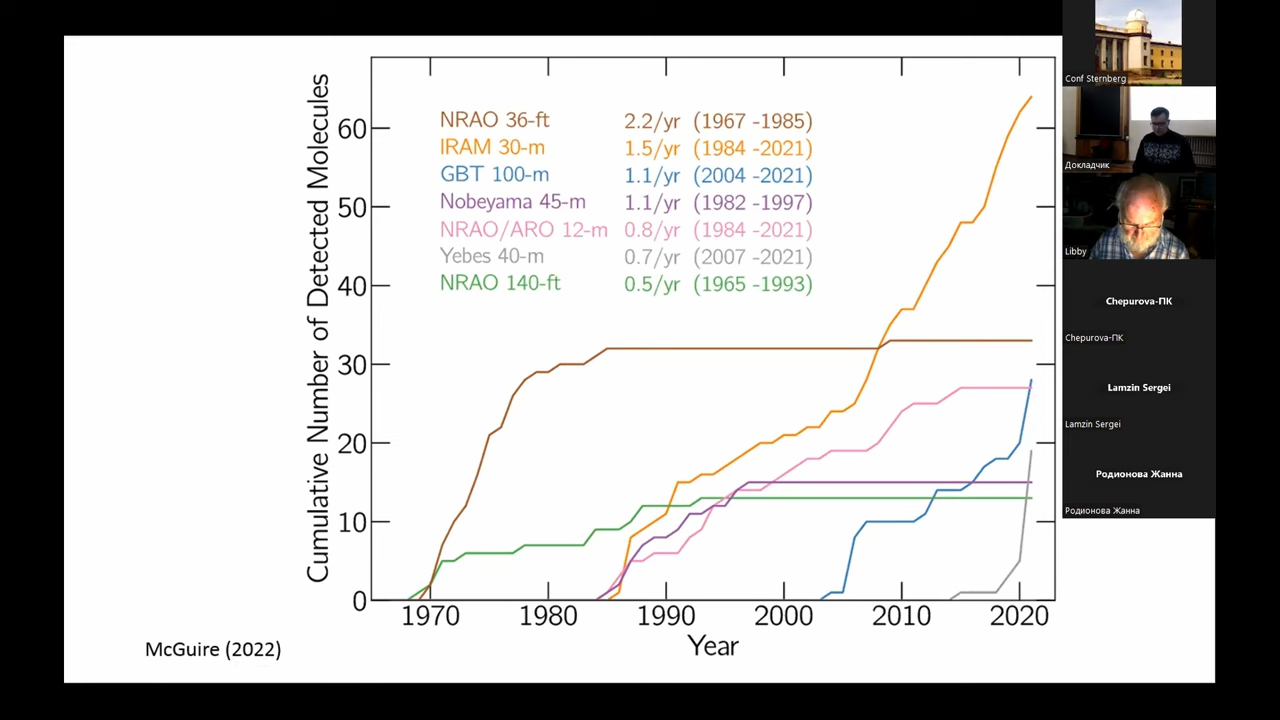 Cumulative Number of Detected Molecules
60
50
40
30
20
10
0
NRAO 36-ft 2.2/yr (1967 -1985)
IRAM 30-m 1.5/yr (1984 -2021)
GBT 100-m 1.1/yr (2004 -2021)
Nobeyama 45-m 1.1/yr (1982 -1997)
NRAO/ARO 12-m 0.8/yr (1984 -2021)
Yebes 40-m 0.7/yr (2007 -2021)
NRAO 140-ft 0.5/yr (1965 -1993)
1970 1980 1990 2000 2010 2020
Year
McGuire (2022)
Conf Sternberg
Докладчик
Libby
Chepurova-ПК
Chepurova-ПК
Lamzin Sergei
Lamzin Sergei
Родионова Жанна
Родионова Жанна